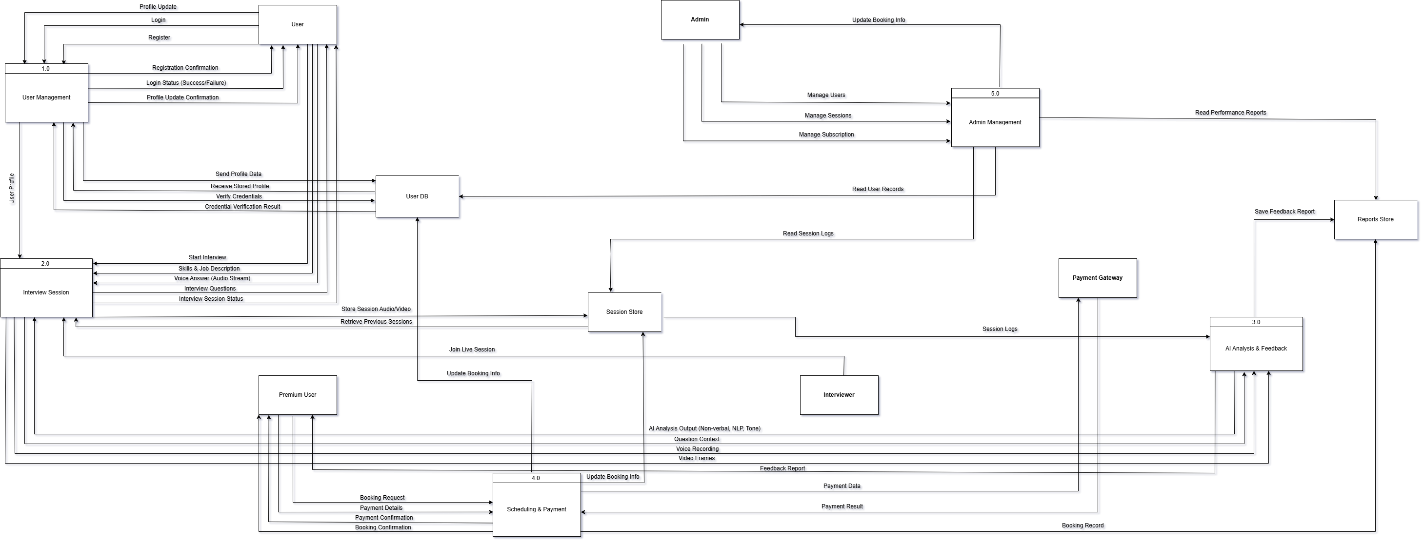 Profile Update
Login
Register
User
Admin
Update Booking Info
1.0
User Management
Registration Confirmation
Login Status (Success/Failure)
Profile Update Confirmation
Manage Users
Manage Sessions
Manage Subscription
5.0
Admin Management
Read Performance Reports
User Profile
Send Profile Data
Receive Stored Profile
Verify Credentials
Credential Verification Result
User DB
Read User Records
Save Feedback Report
Reports Store
Read Session Logs
2.0
Interview Session
Start Interview
Skills & Job Description
Voice Answer (Audio Stream)
Interview Questions
Interview Session Status
Store Session Audio/Video
Retrieve Previous Sessions
Session Store
Payment Gateway
Session Logs
3.0
AI Analysis & Feedback
Join Live Session
Update Booking Info
Premium User
Interviewer
AI Analysis Output (Non-verbal, NLP, Tone)
Question Context
Voice Recording
Video Frames
Feedback Report
Update Booking Info
4.0
Scheduling & Payment
Payment Data
Payment Result
Booking Request
Payment Details
Payment Confirmation
Booking Confirmation
Booking Record